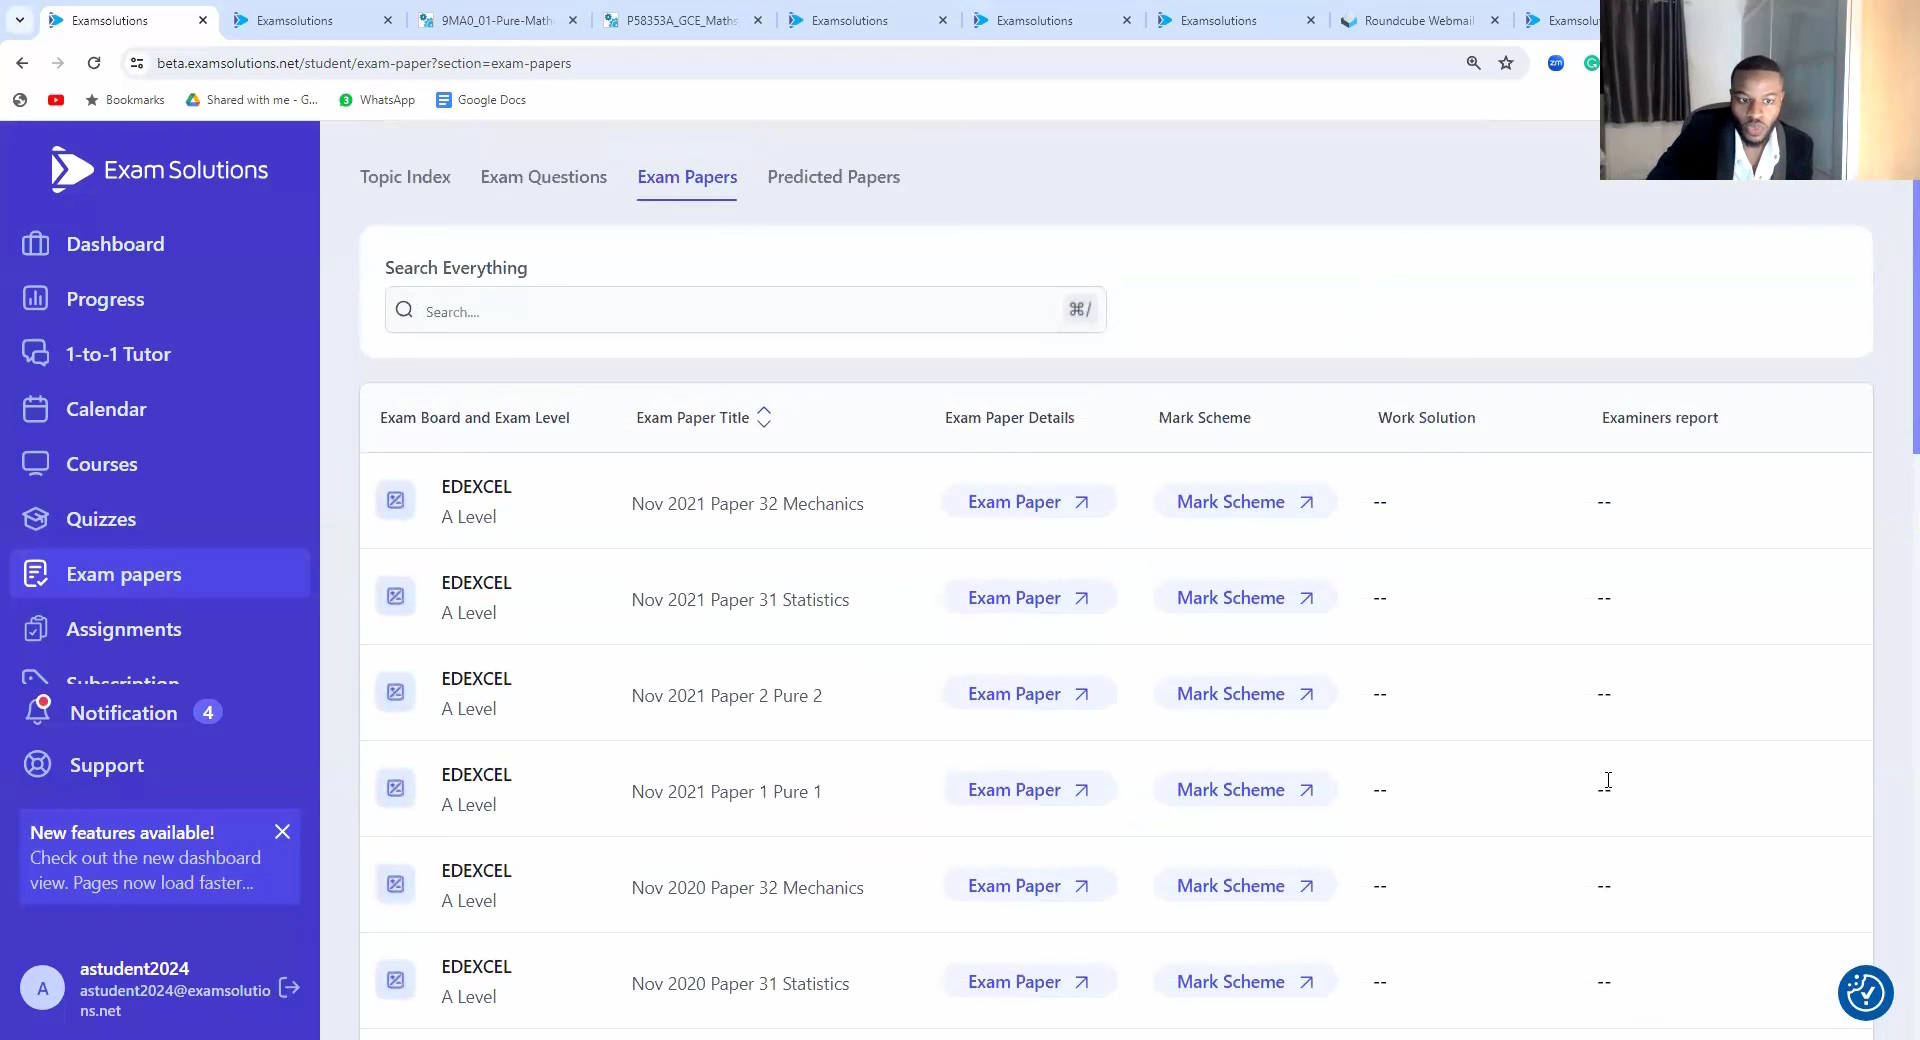 Examsolutions
Examsolutions
9MA0_01-Pure-Math
P58353A_GCE_Maths
Examsolutions
Examsolutions
Examsolutions
Roundcube Webmail
Examsolu
beta.examsolutions.net/student/exam-paper?section=exam-papers
zm
Bookmarks
Shared with me - G...
3
WhatsApp
Google Docs
Exam Solutions
Dashboard
Progress
1-to-1 Tutor
Calendar
Courses
Quizzes
Exam papers
Assignments
Subscription
Notification 4
Support
New features available!
Check out the new dashboard
view. Pages now load faster...
A
astudent2024
astudent2024@examsolutio
ns.net
Topic Index Exam Questions Exam Papers Predicted Papers
Search Everything
Search.... ⌘/
Exam Board and Exam Level Exam Paper Title Exam Paper Details Mark Scheme Work Solution Examiners report
EDEXCEL
A Level
Nov 2021 Paper 32 Mechanics Exam Paper Mark Scheme -- --
EDEXCEL
A Level
Nov 2021 Paper 31 Statistics Exam Paper Mark Scheme -- --
EDEXCEL
A Level
Nov 2021 Paper 2 Pure 2 Exam Paper Mark Scheme -- --
EDEXCEL
A Level
Nov 2021 Paper 1 Pure 1 Exam Paper Mark Scheme -- --
EDEXCEL
A Level
Nov 2020 Paper 32 Mechanics Exam Paper Mark Scheme -- --
EDEXCEL
A Level
Nov 2020 Paper 31 Statistics Exam Paper Mark Scheme -- --